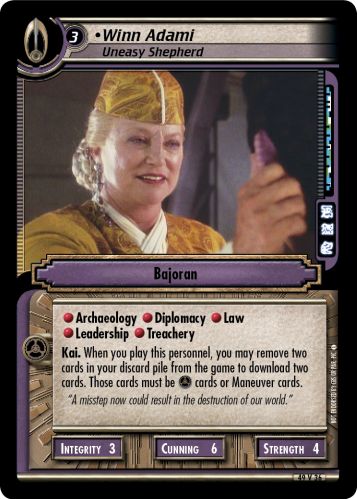 3
•Winn Adami
Uneasy Shepherd
Bajoran
Archaeology Diplomacy Law
Leadership Treachery
Kai. When you play this personnel, you may remove two
cards in your discard pile from the game to download two
cards. Those cards must be cards or Maneuver cards.
"A misstep now could result in the destruction of our world."
INTEGRITY 3 CUNNING 6 STRENGTH 4
49 V 26